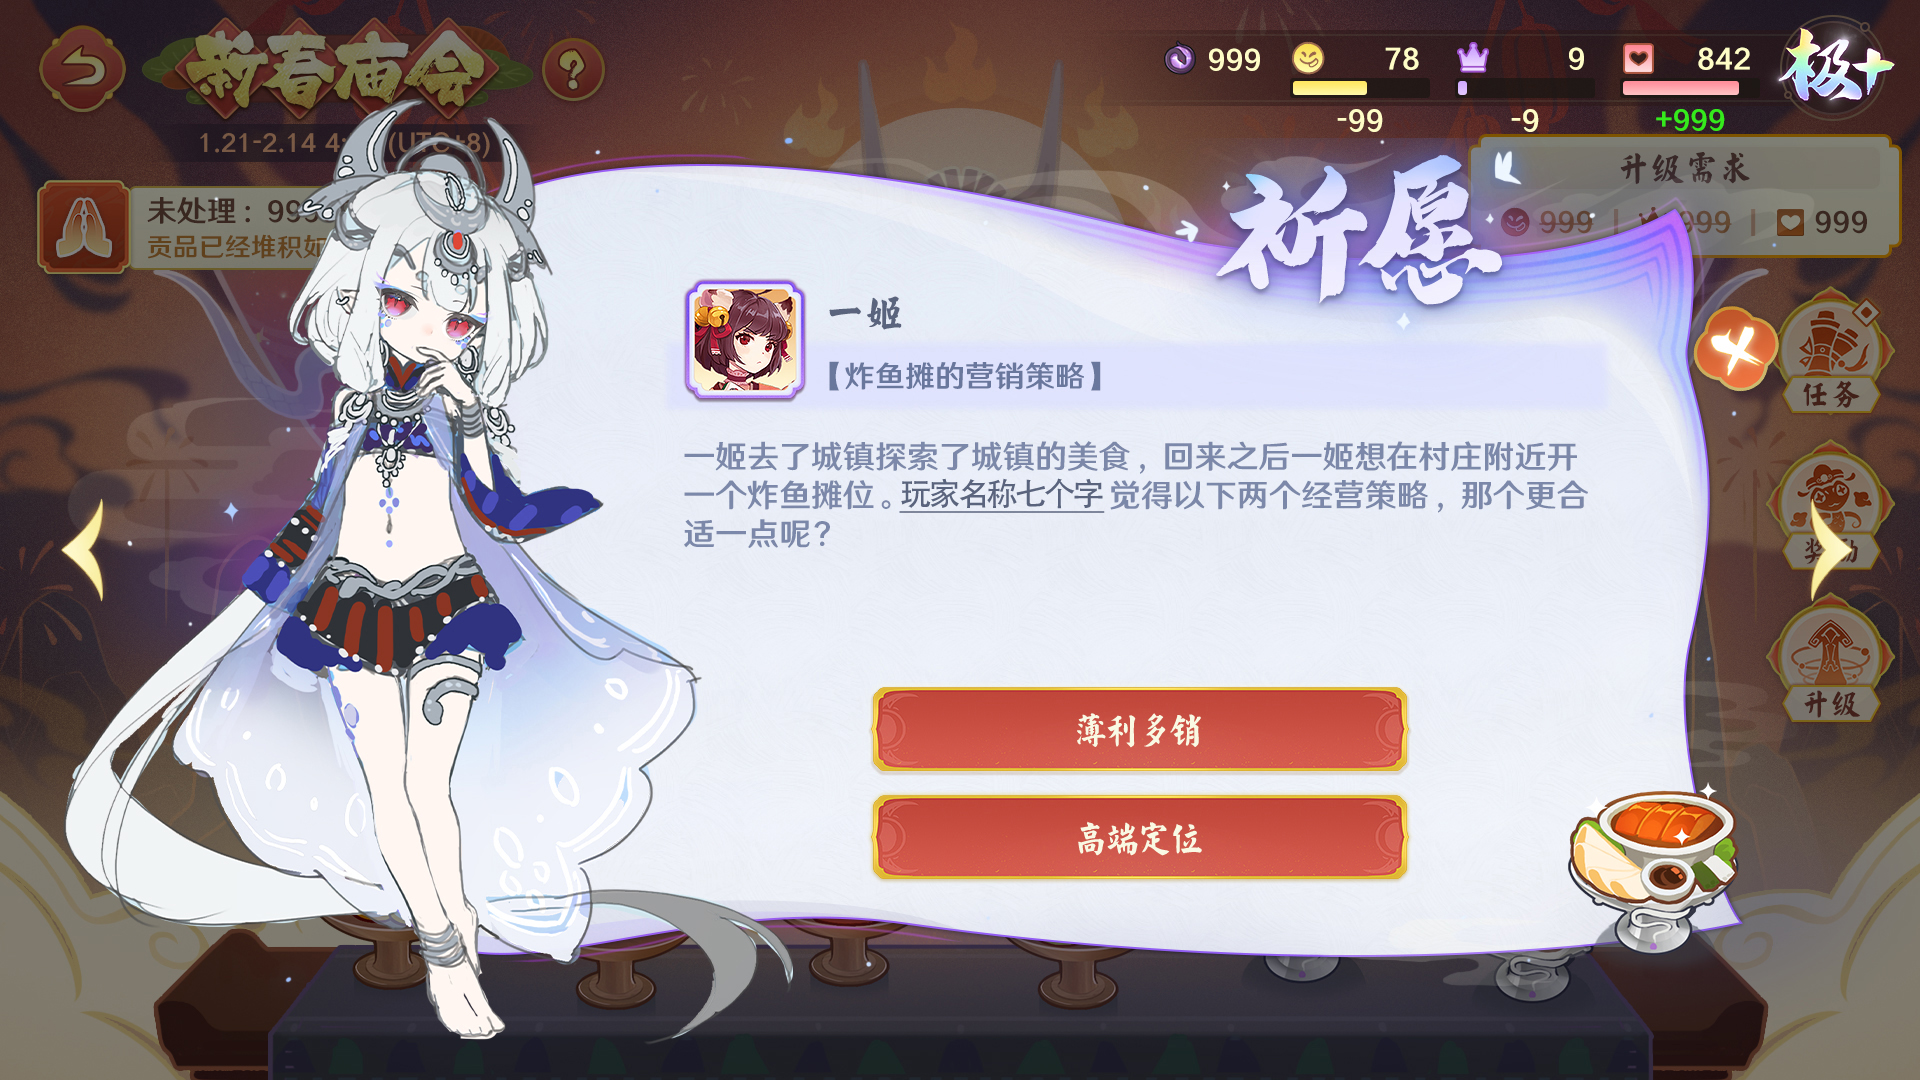 新春庙会
?
999
78
9
842
极+
-99
-9
+999
1.21-2.14 4: (UTC+8)
升级需求
999 | 999 | 999
未处理：99
贡品已经堆积如
祈愿
一姬
【炸鱼摊的营销策略】
一姬去了城镇探索了城镇的美食，回来之后一姬想在村庄附近开
一个炸鱼摊位。玩家名称七个字觉得以下两个经营策略，那个更合
适一点呢？
任务
奖励
升级
薄利多销
高端定位